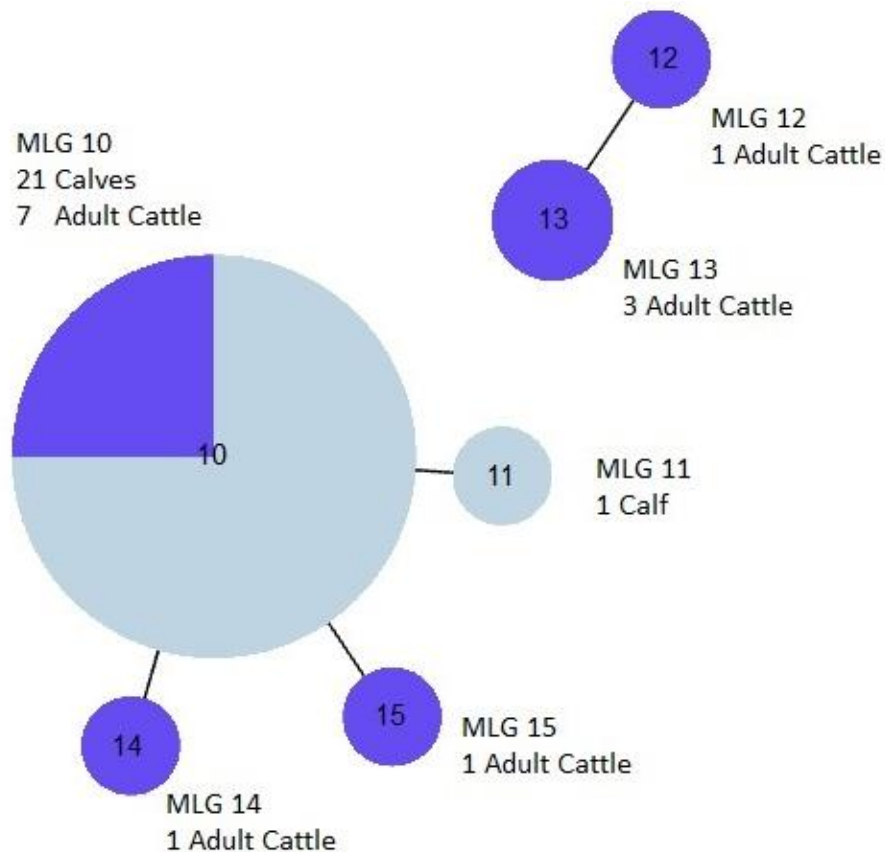 12
MLG 12
1 Adult Cattle
MLG 10
21 Calves
7 Adult Cattle
13
MLG 13
3 Adult Cattle
10
11
MLG 11
1 Calf
15
MLG 15
1 Adult Cattle
14
MLG 14
1 Adult Cattle